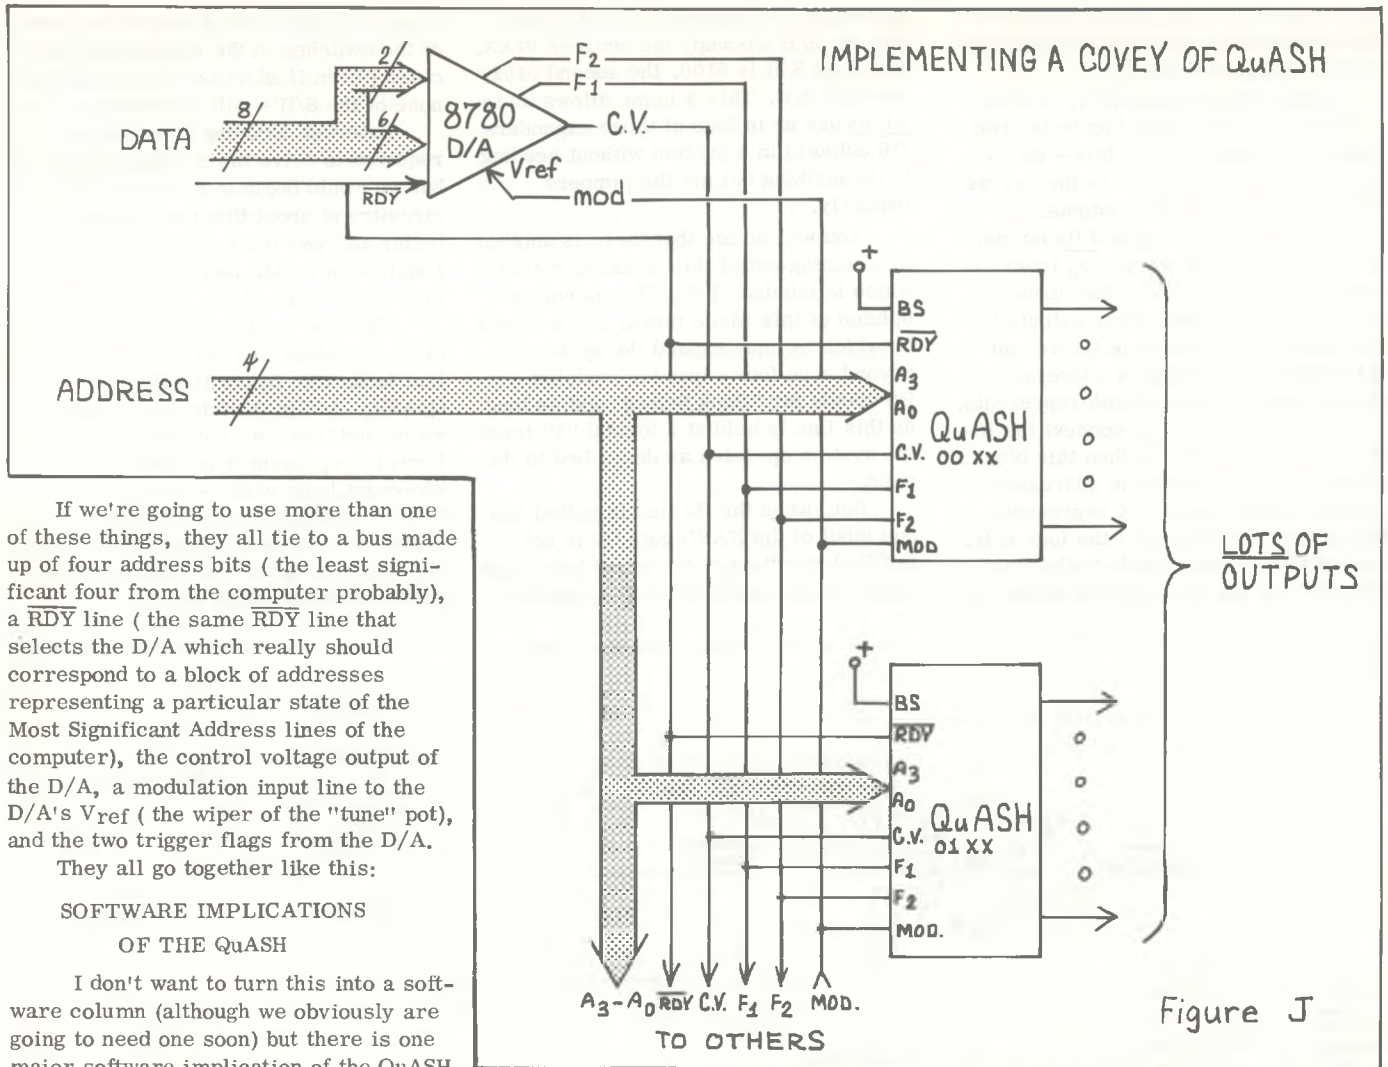 IMPLEMENTING A COVEY OF QuASH
F2
F1
2
8
6
8780
D/A
C.V.
DATA
Vref
RDY
mod
+
BS
RDY
A3
A0
C.V.
F1
F2
MOD
QuASH
00 XX
4
ADDRESS
LOTS OF
OUTPUTS
+
BS
RDY
A3
A0
C.V.
F1
F2
MOD.
QuASH
01 XX
A3-A0 RDY C.V. F1 F2 MOD.
TO OTHERS
Figure J
If we're going to use more than one
of these things, they all tie to a bus made
up of four address bits ( the least signi-
ficant four from the computer probably),
a RDY line ( the same RDY line that
selects the D/A which really should
correspond to a block of addresses
representing a particular state of the
Most Significant Address lines of the
computer), the control voltage output of
the D/A, a modulation input line to the
D/A's Vref ( the wiper of the "tune" pot),
and the two trigger flags from the D/A.
They all go together like this:
SOFTWARE IMPLICATIONS
OF THE QuASH
I don't want to turn this into a soft-
ware column (although we obviously are
going to need one soon) but there is one
major software implication of the QuASH